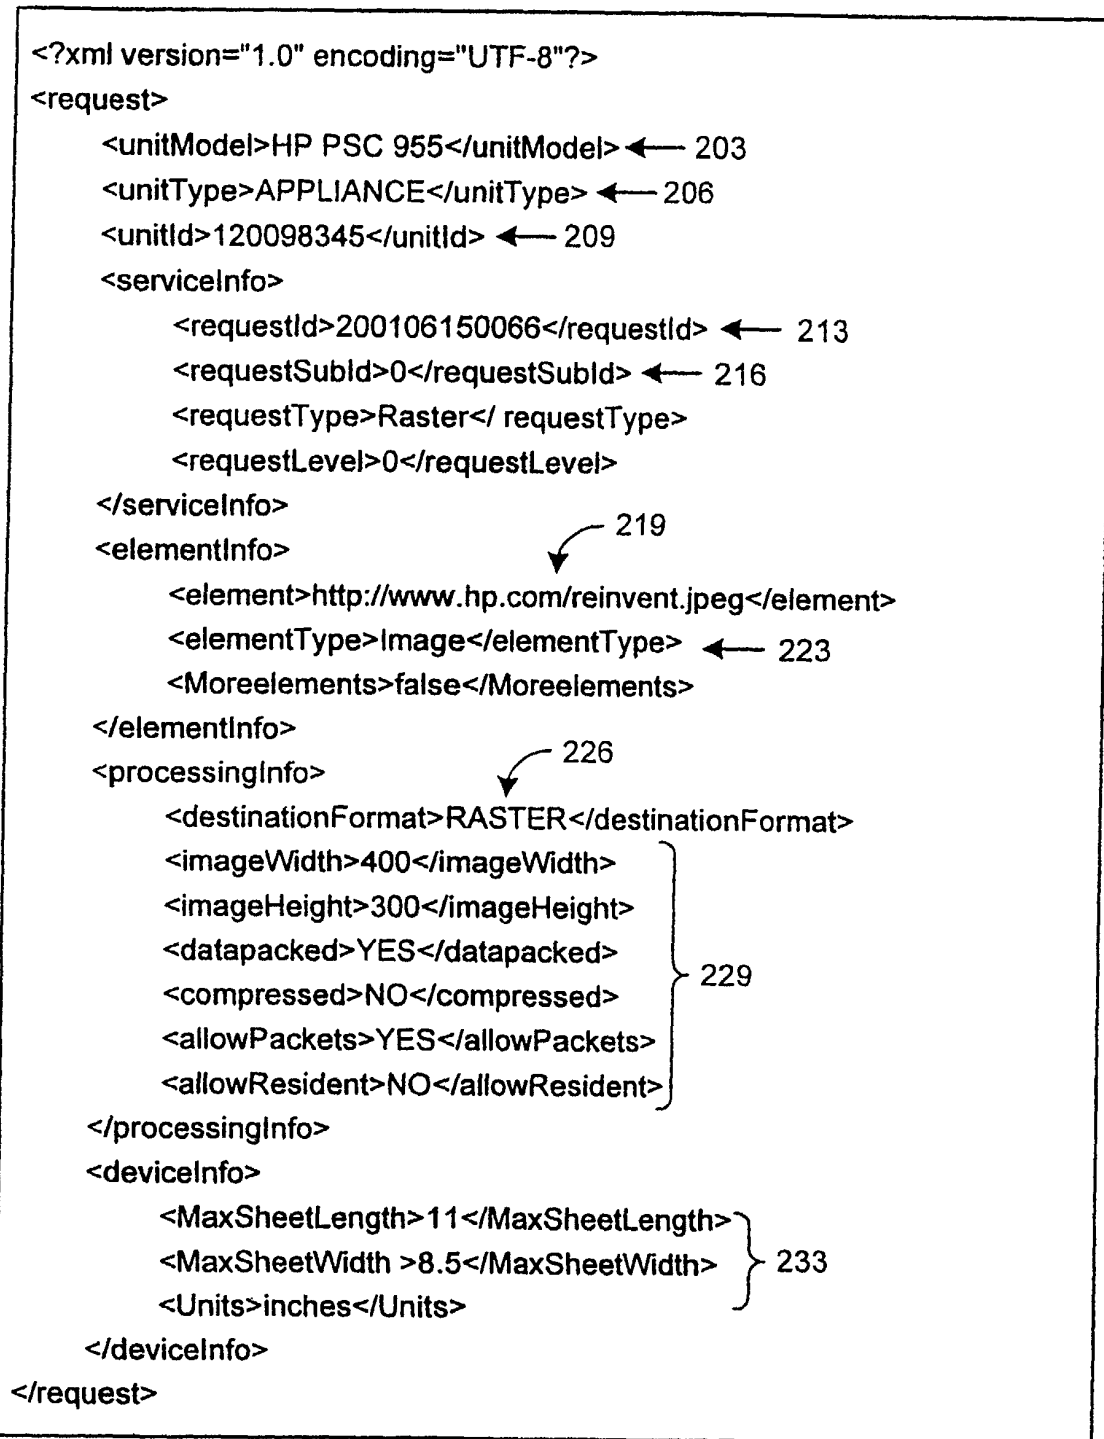 <?xml version="1.0" encoding="UTF-8"?>
<request>
<unitModel>HP PSC 955</unitModel> 203
<unitType>APPLIANCE</unitType> 206
<unitId>120098345</unitId> 209
<serviceInfo>
<requestId>200106150066</requestId> 213
<requestSubId>0</requestSubId> 216
<requestType>Raster</ requestType>
<requestLevel>0</requestLevel>
</serviceInfo>
219
<elementInfo>
<element>http://www.hp.com/reinvent.jpeg</element>
<elementType>Image</elementType> 223
<Moreelements>false</Moreelements>
</elementInfo>
226
<processingInfo>
<destinationFormat>RASTER</destinationFormat>
<imageWidth>400</imageWidth>
<imageHeight>300</imageHeight>
<datapacked>YES</datapacked>
229
<compressed>NO</compressed>
<allowPackets>YES</allowPackets>
<allowResident>NO</allowResident>
</processingInfo>
<deviceInfo>
<MaxSheetLength>11</MaxSheetLength>
<MaxSheetWidth >8.5</MaxSheetWidth> 233
<Units>inches</Units>
</deviceInfo>
</request>